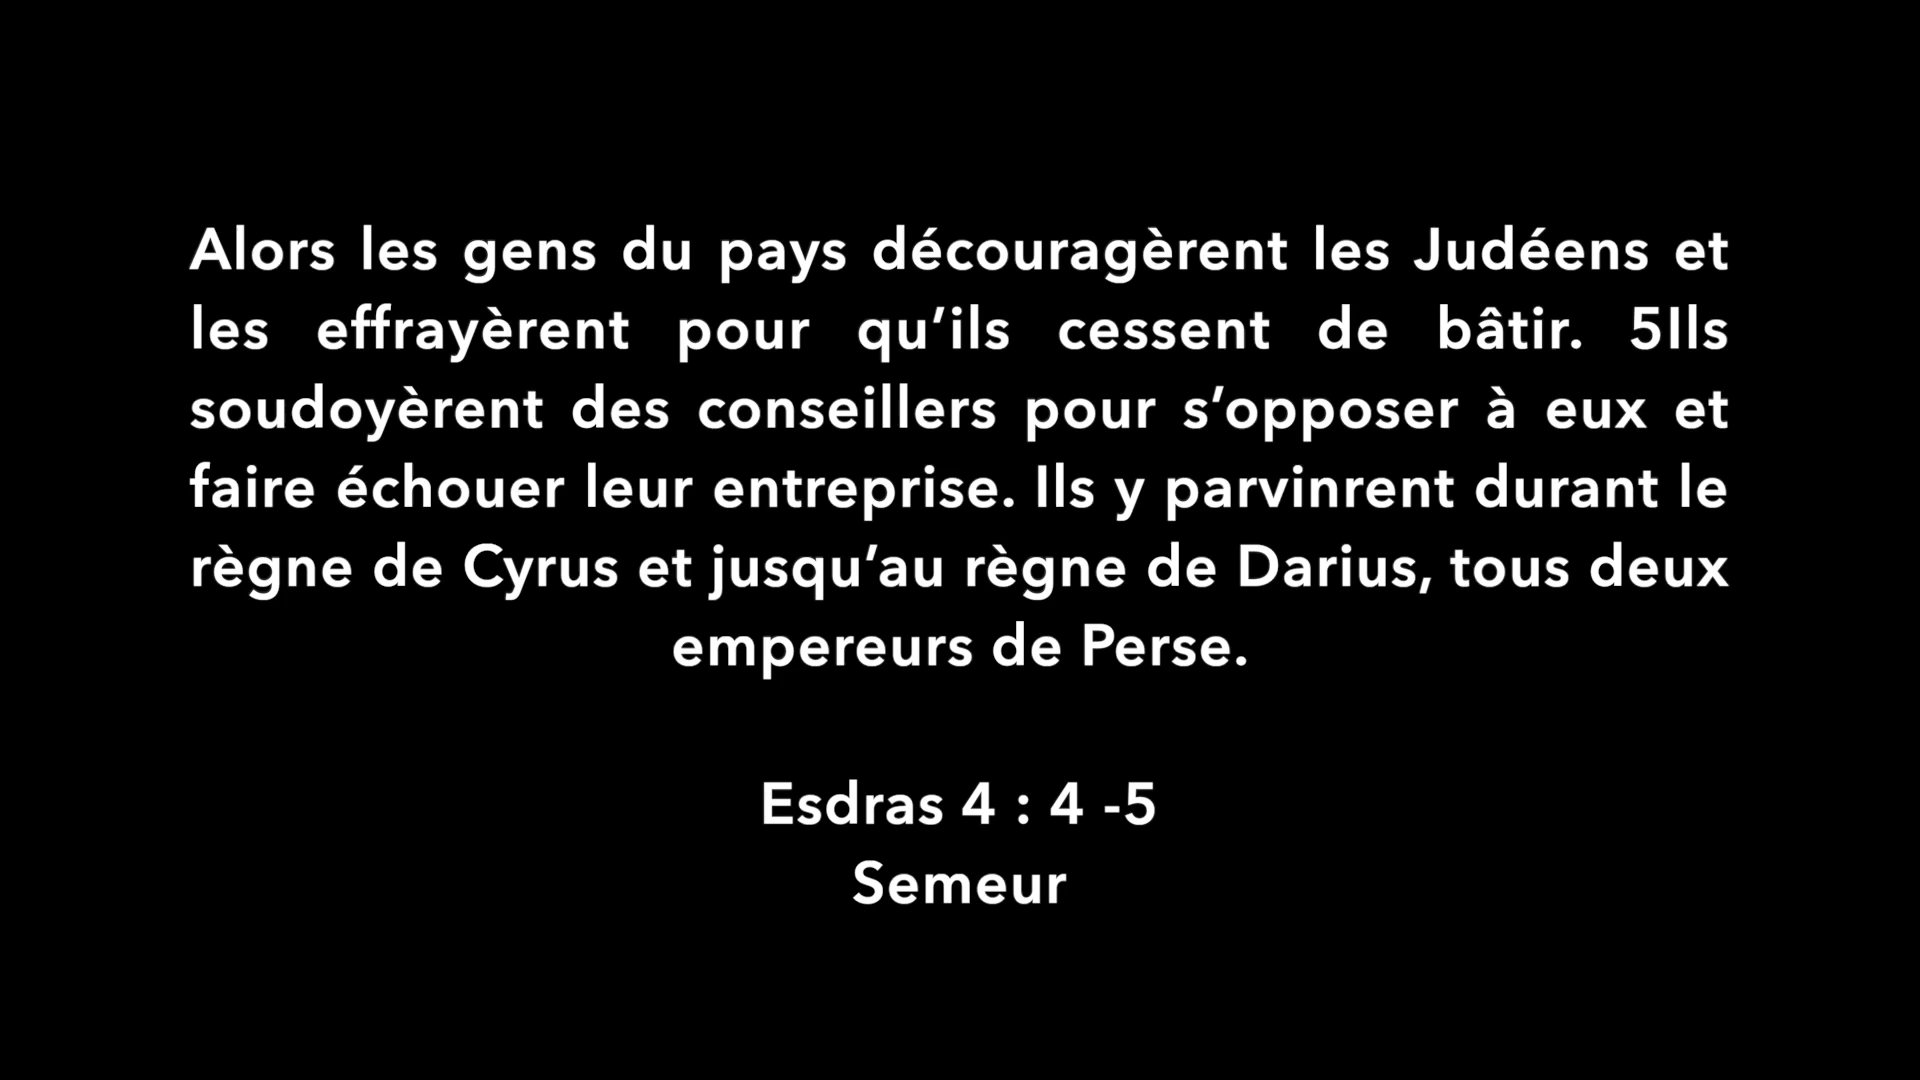 Alors les gens du pays découragèrent les Judéens et
les effrayèrent pour qu’ils cessent de bâtir. 5Ils
soudoyèrent des conseillers pour s’opposer à eux et
faire échouer leur entreprise. Ils y parvinrent durant le
règne de Cyrus et jusqu’au règne de Darius, tous deux
empereurs de Perse.
Esdras 4 : 4 -5
Semeur